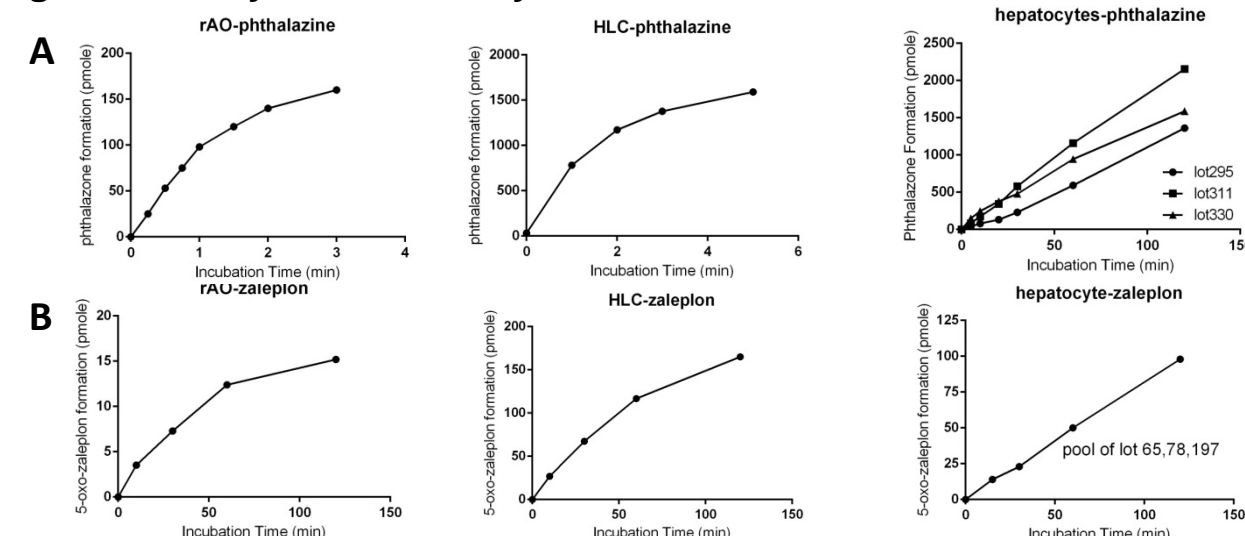 A
rAO-phthalazine
phthalazone formation (pmole)
200
150
100
50
0
0 1 2 3 4
Incubation Time (min)
HLC-phthalazine
phthalazone formation (pmole)
2000
1500
1000
500
0
0 2 4 6
Incubation Time (min)
hepatocytes-phthalazine
Phthalazone Formation (pmole)
2500
2000
1500
1000
500
0
lot295
lot311
lot330
0 50 100 15
Incubation Time (min)
B
rAO-zaleplon
5-oxo-zaleplon formation (pmole)
20
15
10
5
0
0 50 100 150
Incubation Time (min)
HLC-zaleplon
5-oxo-zaleplon formation (pmole)
200
150
100
50
0
0 50 100 150
Incubation Time (min)
hepatocyte-zaleplon
5-oxo-zaleplon formation (pmole)
125
100
75
50
25
0
pool of lot 65,78,197
0 50 100 150
Incubation Time (min)